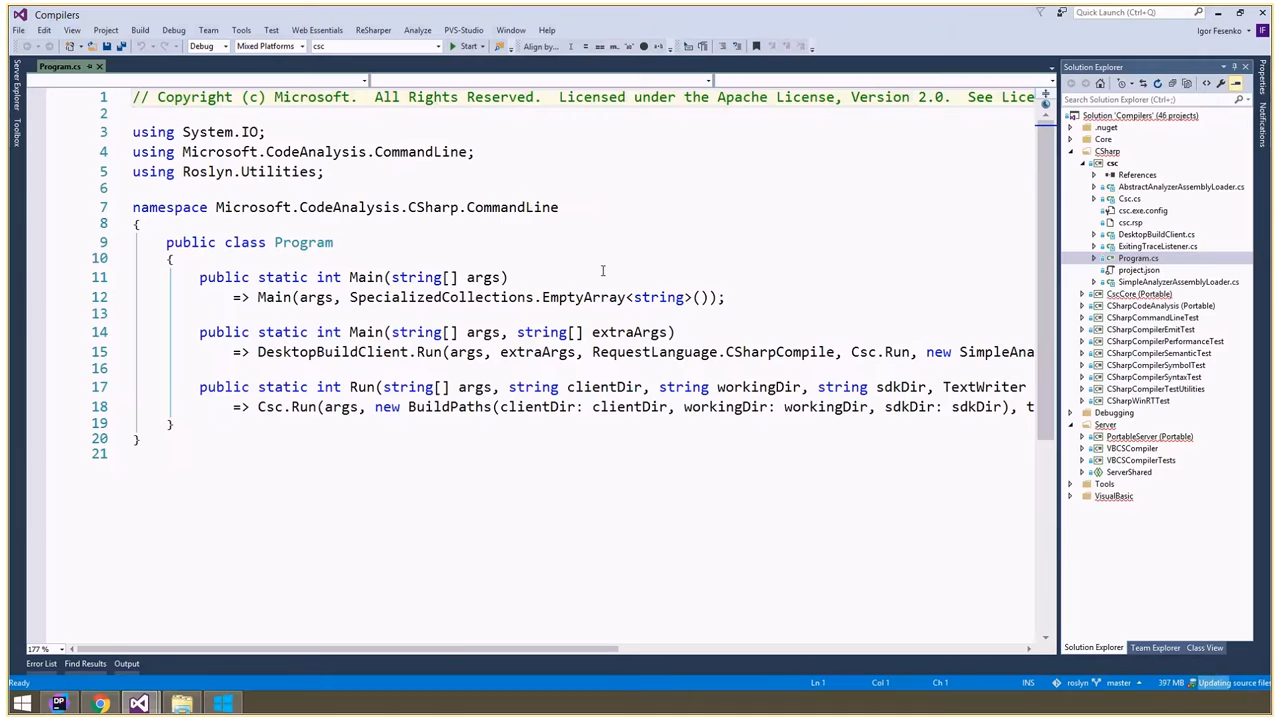 Compilers
Quick Launch (Ctrl+;)
File Edit View Project Build Debug Team Tools Test Web Essentials ReSharper Analyze PVS-Studio Window Help
Igor Fesenko IF
Debug Mixed Platforms csc Start Align by...
Server Explorer
Toolbox
Program.cs
1 // Copyright (c) Microsoft.  All Rights Reserved.  Licensed under the Apache License, Version 2.0.  See Lice
2
3 using System.IO;
4 using Microsoft.CodeAnalysis.CommandLine;
5 using Roslyn.Utilities;
6
7 namespace Microsoft.CodeAnalysis.CSharp.CommandLine
8 {
9 public class Program
10 {
11 public static int Main(string[] args)
12 => Main(args, SpecializedCollections.EmptyArray<string>());
13
14 public static int Main(string[] args, string[] extraArgs)
15 => DesktopBuildClient.Run(args, extraArgs, RequestLanguage.CSharpCompile, Csc.Run, new SimpleAna
16
17 public static int Run(string[] args, string clientDir, string workingDir, string sdkDir, TextWriter
18 => Csc.Run(args, new BuildPaths(clientDir: clientDir, workingDir: workingDir, sdkDir: sdkDir), t
19 }
20 }
21
177 %
Solution Explorer
Search Solution Explorer (Ctrl+;)
Solution 'Compilers' (46 projects)
.nuget
Core
CSharp
csc
References
AbstractAnalyzerAssemblyLoader.cs
Csc.cs
csc.exe.config
csc.rsp
DesktopBuildClient.cs
ExitingTraceListener.cs
Program.cs
project.json
SimpleAnalyzerAssemblyLoader.cs
CscCore (Portable)
CSharpCodeAnalysis (Portable)
CSharpCommandLineTest
CSharpCompilerEmitTest
CSharpCompilerPerformanceTest
CSharpCompilerSemanticTest
CSharpCompilerSymbolTest
CSharpCompilerSyntaxTest
CSharpCompilerTestUtilities
CSharpWinRTTest
Debugging
Server
PortableServer (Portable)
VBCSCompiler
VBCSCompilerTests
ServerShared
Tools
VisualBasic
Solution Explorer Team Explorer Class View
Properties
Notifications
Error List Find Results Output
Ready Ln 1 Col 1 Ch 1 INS roslyn master 397 MB Updating source files
DP